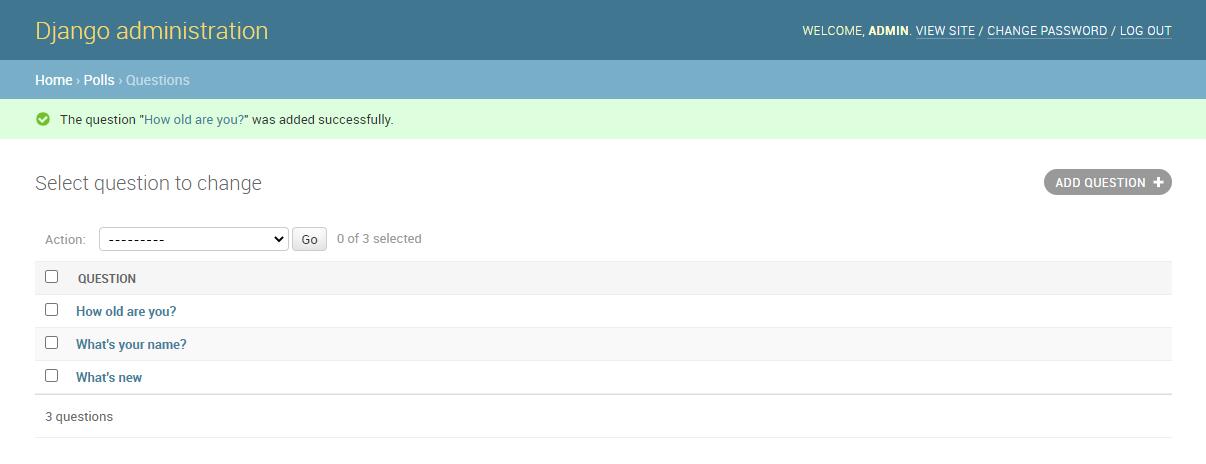 Django administration
WELCOME, ADMIN. VIEW SITE / CHANGE PASSWORD / LOG OUT
Home › Polls › Questions
The question "How old are you?" was added successfully.
Select question to change
ADD QUESTION +
Action: --------- Go 0 of 3 selected
QUESTION
How old are you?
What's your name?
What's new
3 questions